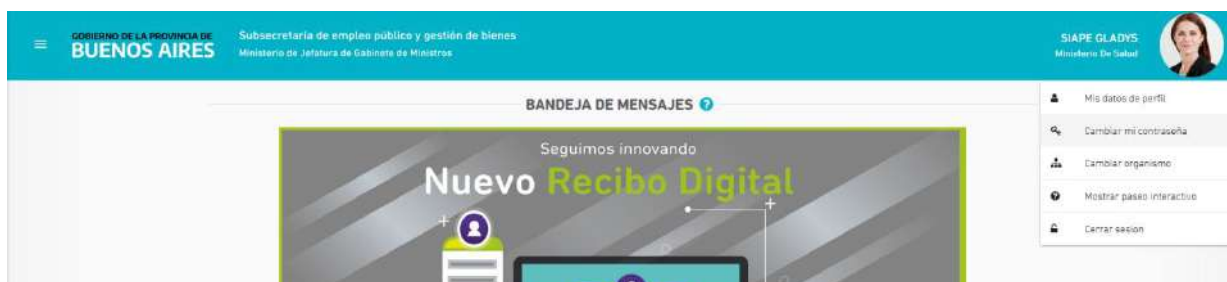 GOBIERNO DE LA PROVINCIA DE
BUENOS AIRES
Subsecretaría de empleo público y gestión de bienes
Ministerio de Jefatura de Gabinete de Ministros
SIAPE GLADYS
Ministerio De Salud
Mis datos de perfil
Cambiar mi contraseña
Cambiar organismo
Mostrar paseo interactivo
Cerrar sesion
BANDEJA DE MENSAJES ?
Seguimos innovando
Nuevo Recibo Digital